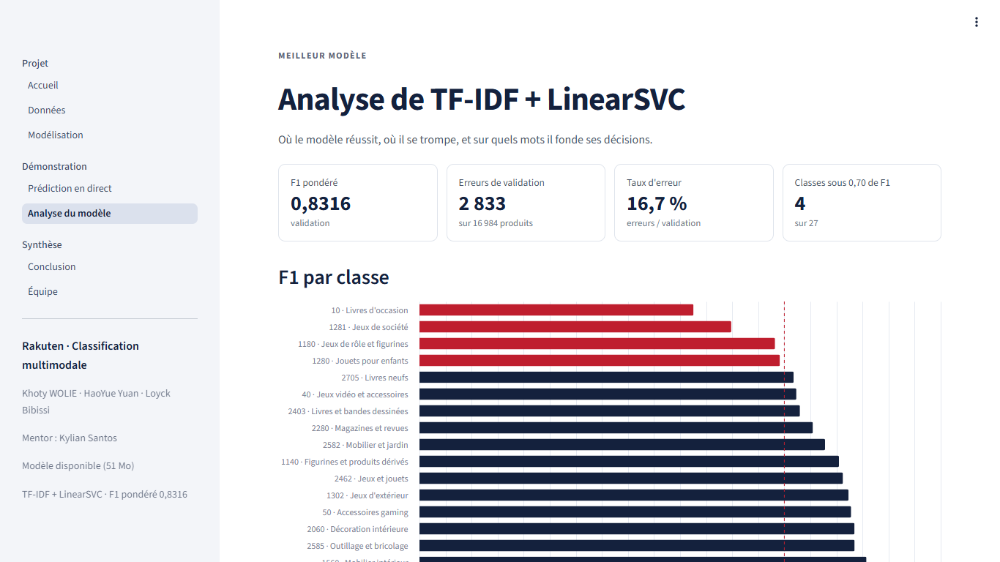 Projet
Accueil
Données
Modélisation
Démonstration
Prédiction en direct
Analyse du modèle
Synthèse
Conclusion
Équipe
Rakuten · Classification
multimodale
Khoty WOLIE · HaoYue Yuan · Loyck
Bibissi
Mentor : Kylian Santos
Modèle disponible (51 Mo)
TF-IDF + LinearSVC · F1 pondéré 0,8316
MEILLEUR MODÈLE
Analyse de TF-IDF + LinearSVC
Où le modèle réussit, où il se trompe, et sur quels mots il fonde ses décisions.
F1 pondéré
0,8316
validation
Erreurs de validation
2 833
sur 16 984 produits
Taux d'erreur
16,7 %
erreurs / validation
Classes sous 0,70 de F1
4
sur 27
F1 par classe
10 · Livres d'occasion
1281 · Jeux de société
1180 · Jeux de rôle et figurines
1280 · Jouets pour enfants
2705 · Livres neufs
40 · Jeux vidéo et accessoires
2403 · Livres et bandes dessinées
2280 · Magazines et revues
2582 · Mobilier et jardin
1140 · Figurines et produits dérivés
2462 · Jeux et jouets
1302 · Jeux d'extérieur
50 · Accessoires gaming
2060 · Décoration intérieure
2585 · Outillage et bricolage
1560 · Mobilier intérieur